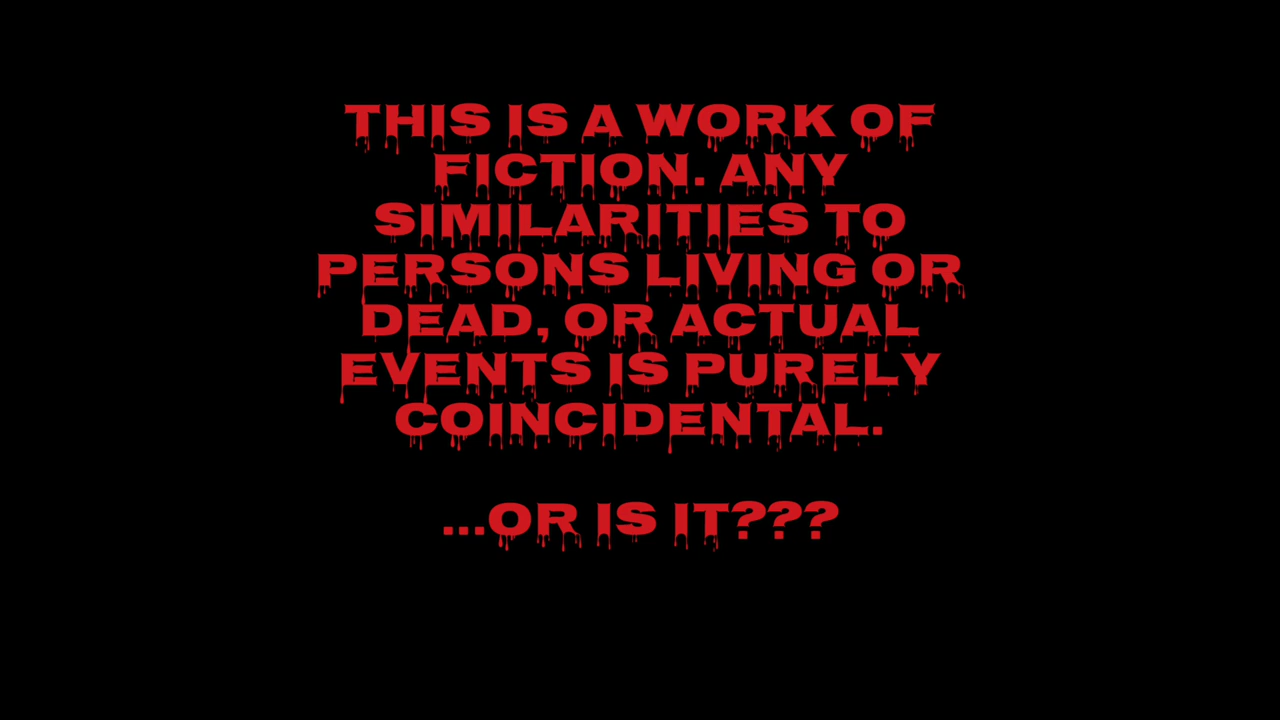 THIS IS A WORK OF
FICTION. ANY
SIMILARITIES TO
PERSONS LIVING OR
DEAD, OR ACTUAL
EVENTS IS PURELY
COINCIDENTAL.
...OR IS IT???